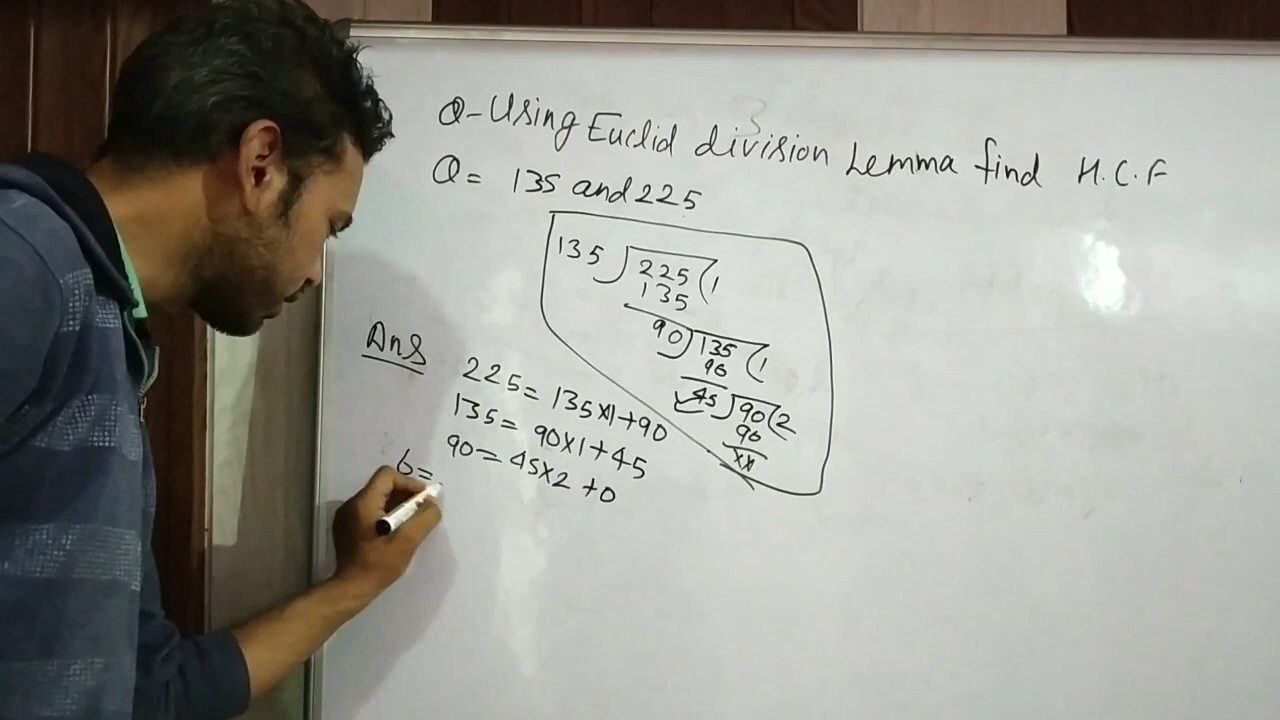 Q- Using Euclid division Lemma find H.C.F
Q= 135 and 225
135 ) 225 ( 1
135
90 ) 135 ( 1
90
45 ) 90 ( 2
90
xx
Ans
225 = 135×1+90
135 = 90×1+45
90 = 45×2+0
6=